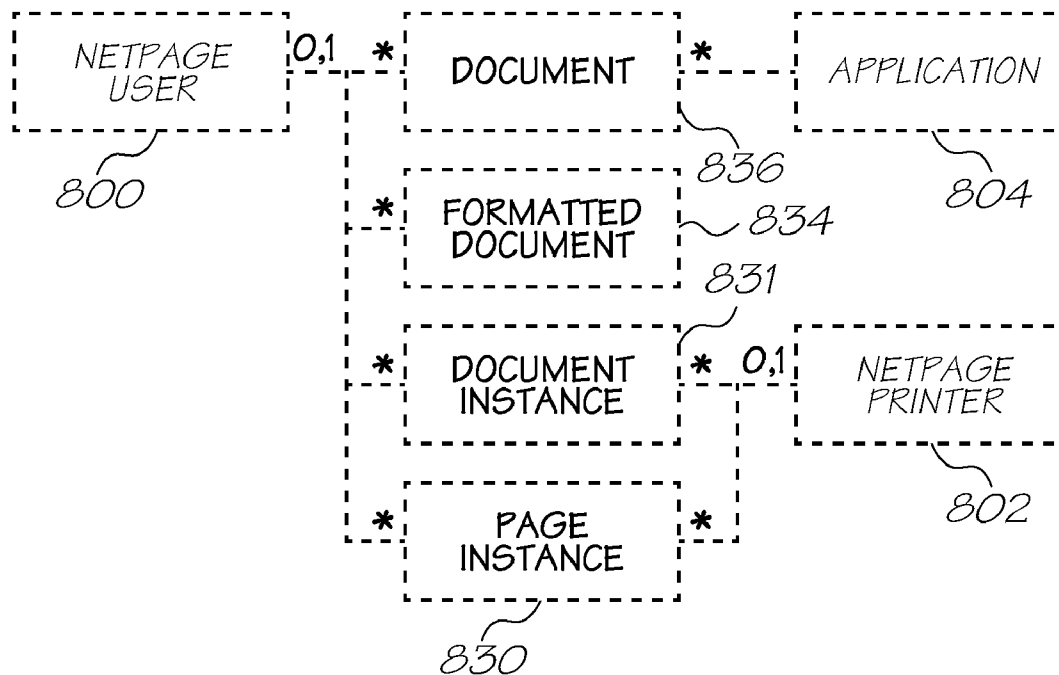 NETPAGE
USER
0,1
*
DOCUMENT
*
APPLICATION
800
836
804
*
FORMATTED
DOCUMENT
834
831
*
DOCUMENT
INSTANCE
*
0,1
NETPAGE
PRINTER
802
*
PAGE
INSTANCE
*
830